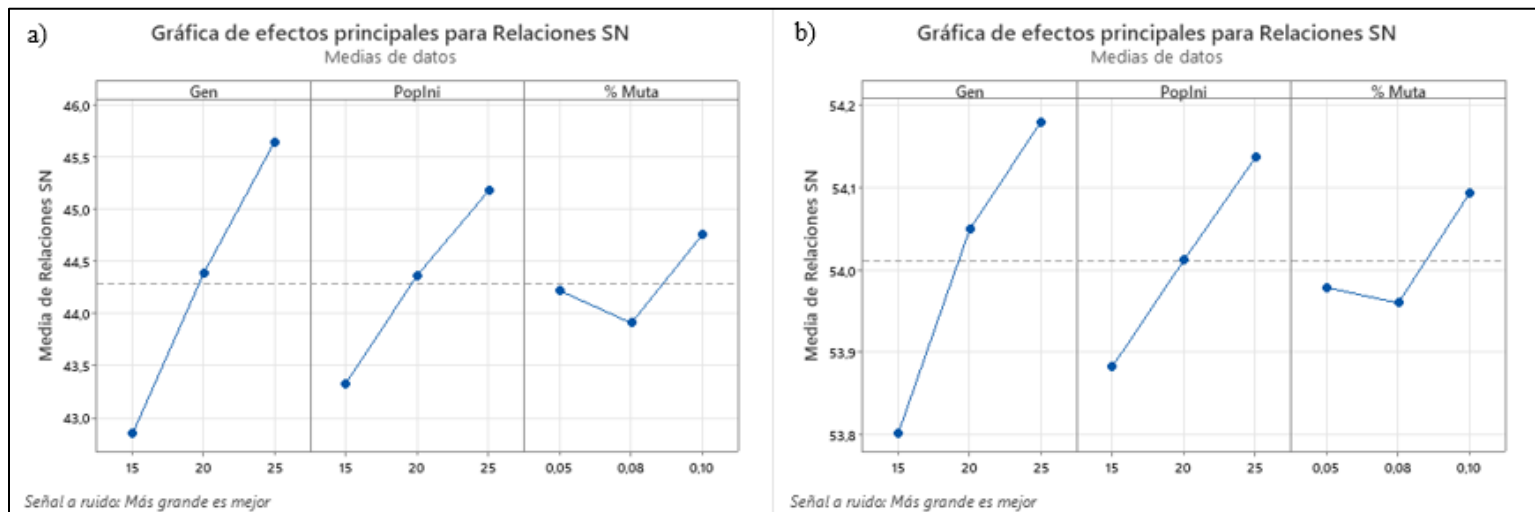 a)
Gráfica de efectos principales para Relaciones SN
Medias de datos
Gen PopIni % Muta
Media de Relaciones SN
46,0
45,5
45,0
44,5
44,0
43,5
43,0
15 20 25 15 20 25 0,05 0,08 0,10
Señal a ruido: Más grande es mejor
b)
Gráfica de efectos principales para Relaciones SN
Medias de datos
Gen PopIni % Muta
Media de Relaciones SN
54,2
54,1
54,0
53,9
53,8
15 20 25 15 20 25 0,05 0,08 0,10
Señal a ruido: Más grande es mejor